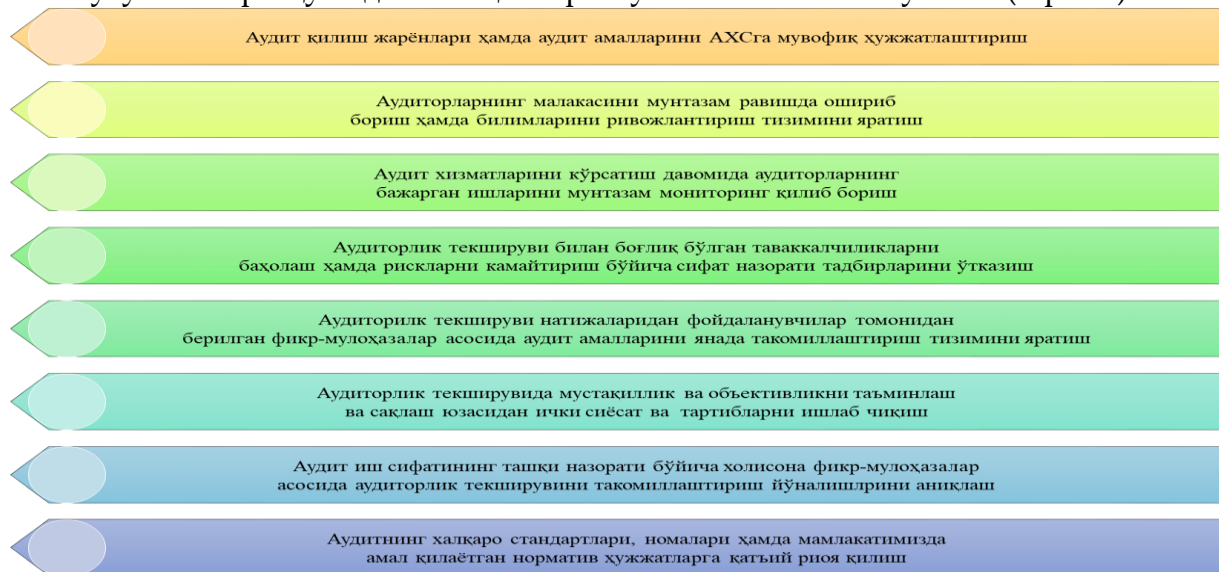 Аудит қилиш жарёнлари ҳамда аудит амалларини АХСга мувофиқ ҳужжатлаштириш
Аудиторларнинг малакасини мунтазам равишда ошириб
бориш ҳамда билимларини ривожлантириш тизимини яратиш
Аудит хизматларини кўрсатиш давомида аудиторларнинг
бажарган ишларини мунтазам мониторинг қилиб бориш
Аудиторлик текшируви билан боғлиқ бўлган таваккалчиликларни
баҳолаш ҳамда рискларни камайтириш бўйича сифат назорати тадбирларини ўтказиш
Аудиторилк текшируви натижаларидан фойдаланувчилар томонидан
берилган фикр-мулоҳазалар асосида аудит амалларини янада такомиллаштириш тизимини яратиш
Аудиторлик текширувида мустақиллик ва объективликни таъминлаш
ва сақлаш юзасидан ички сиёсат ва тартибларни ишлаб чиқиш
Аудит иш сифатининг ташқи назорати бўйича холисона фикр-мулоҳазалар
асосида аудиторлик текширувини такомиллаштириш йўналишлрини аниқлаш
Аудитнинг халқаро стандартлари, номалари ҳамда мамлакатимизда
амал қилаётган норматив ҳужжатларга қатъий риоя қилиш